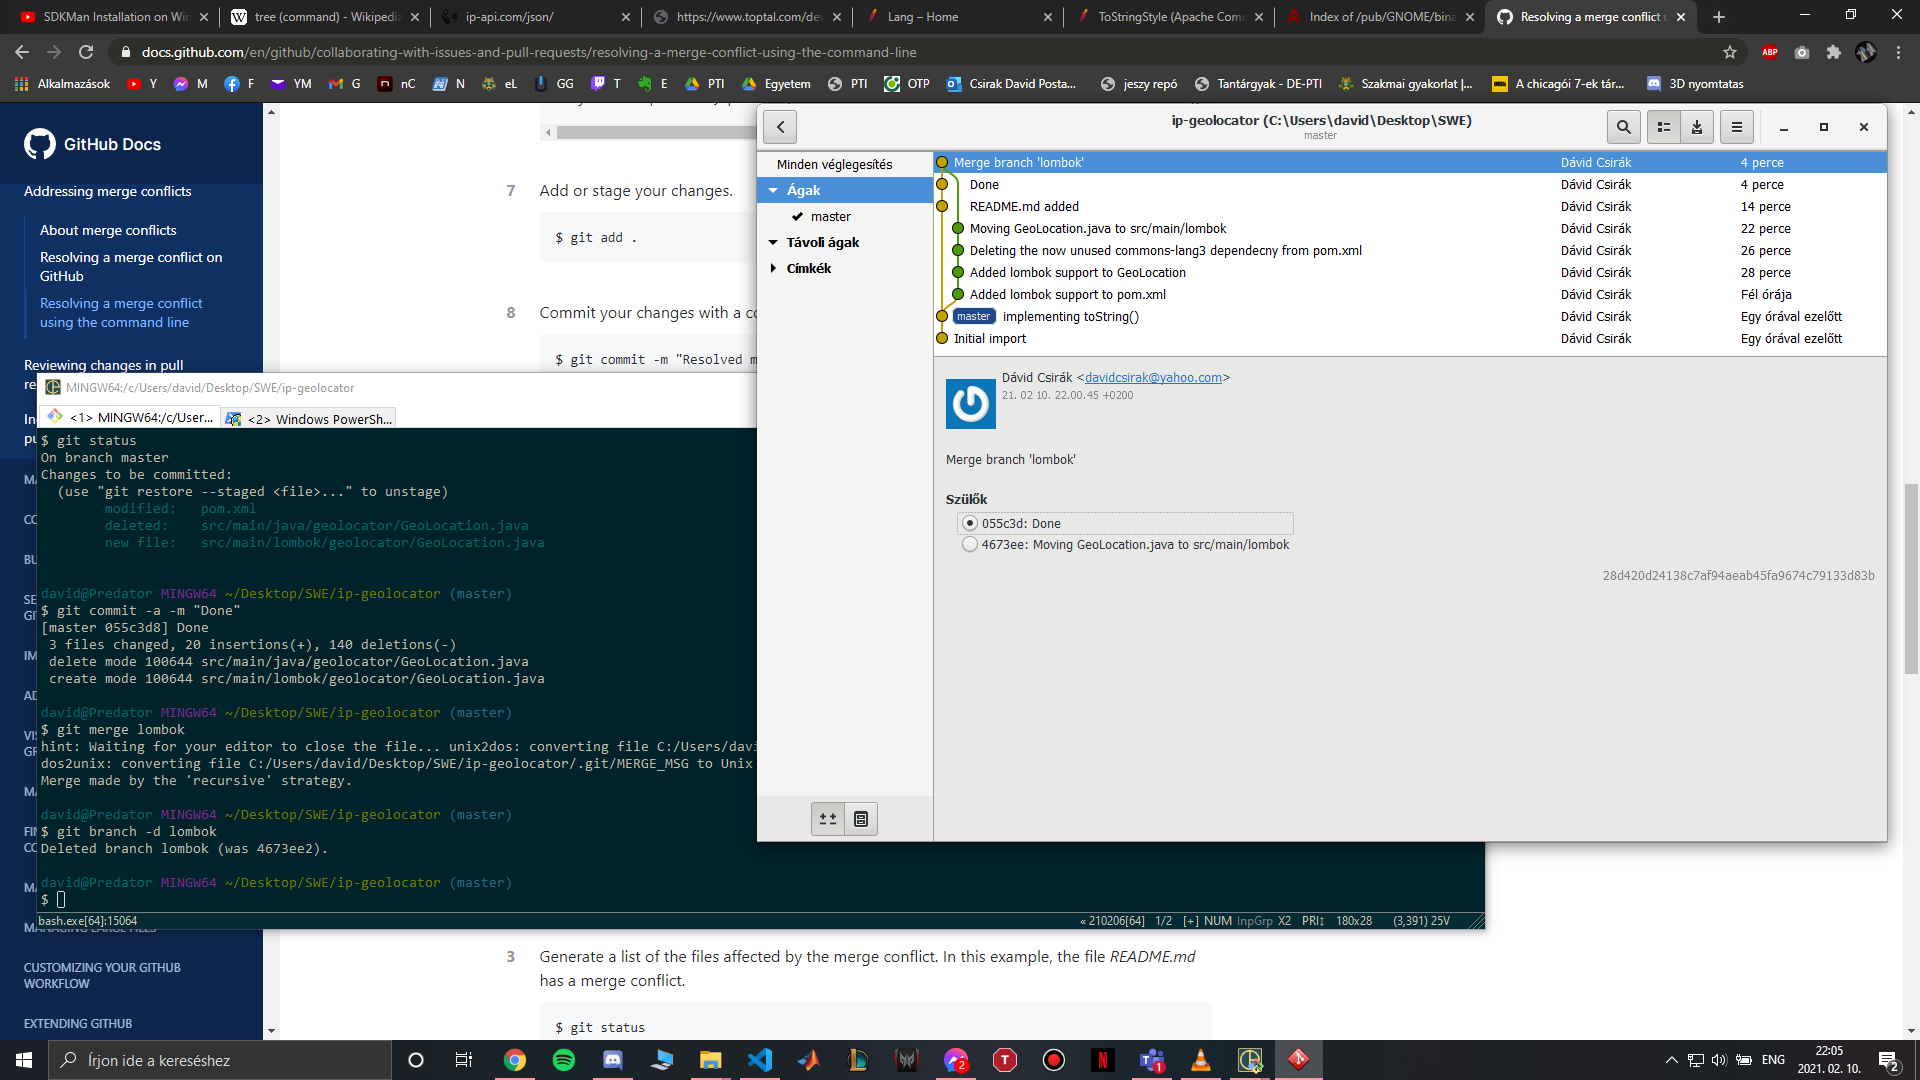 SDKMan Installation on Win
tree (command) - Wikipedia
ip-api.com/json/
https://www.toptal.com/dev
Lang – Home
ToStringStyle (Apache Comm
Index of /pub/GNOME/bina
Resolving a merge conflict u
docs.github.com/en/github/collaborating-with-issues-and-pull-requests/resolving-a-merge-conflict-using-the-command-line
ABP
Alkalmazások
Y
M
F
YM
G
nC
N
eL
GG
T
E
PTI
Egyetem
PTI
OTP
Csirak David Posta...
jeszy repó
Tantárgyak - DE-PTI
Szakmai gyakorlat |...
A chicagói 7-ek tár...
3D nyomtatas
GitHub Docs
Addressing merge conflicts
About merge conflicts
Resolving a merge conflict on
GitHub
Resolving a merge conflict
using the command line
Reviewing changes in pull
re
In
pu
CUSTOMIZING YOUR GITHUB
WORKFLOW
EXTENDING GITHUB
7 Add or stage your changes.
$ git add .
8 Commit your changes with a co
$ git commit -m "Resolved m
3 Generate a list of the files affected by the merge conflict. In this example, the file README.md
has a merge conflict.
$ git status
ip-geolocator (C:\Users\david\Desktop\SWE)
master
Minden véglegesítés
Ágak
master
Távoli ágak
Címkék
Merge branch 'lombok' Dávid Csirák 4 perce
Done Dávid Csirák 4 perce
README.md added Dávid Csirák 14 perce
Moving GeoLocation.java to src/main/lombok Dávid Csirák 22 perce
Deleting the now unused commons-lang3 dependecny from pom.xml Dávid Csirák 26 perce
Added lombok support to GeoLocation Dávid Csirák 28 perce
Added lombok support to pom.xml Dávid Csirák Fél órája
master implementing toString() Dávid Csirák Egy órával ezelőtt
Initial import Dávid Csirák Egy órával ezelőtt
Dávid Csirák <davidcsirak@yahoo.com>
21. 02 10. 22.00.45 +0200
Merge branch 'lombok'
Szülők
055c3d: Done
4673ee: Moving GeoLocation.java to src/main/lombok
28d420d24138c7af94aeab45fa9674c79133d83b
MINGW64:/c/Users/david/Desktop/SWE/ip-geolocator
<1> MINGW64:/c/User...
<2> Windows PowerSh...
$ git status
On branch master
Changes to be committed:
(use "git restore --staged <file>..." to unstage)
modified: pom.xml
deleted: src/main/java/geolocator/GeoLocation.java
new file: src/main/lombok/geolocator/GeoLocation.java
david@Predator MINGW64 ~/Desktop/SWE/ip-geolocator (master)
$ git commit -a -m "Done"
[master 055c3d8] Done
3 files changed, 20 insertions(+), 140 deletions(-)
delete mode 100644 src/main/java/geolocator/GeoLocation.java
create mode 100644 src/main/lombok/geolocator/GeoLocation.java
david@Predator MINGW64 ~/Desktop/SWE/ip-geolocator (master)
$ git merge lombok
hint: Waiting for your editor to close the file... unix2dos: converting file C:/Users/davi
dos2unix: converting file C:/Users/david/Desktop/SWE/ip-geolocator/.git/MERGE_MSG to Unix
Merge made by the 'recursive' strategy.
david@Predator MINGW64 ~/Desktop/SWE/ip-geolocator (master)
$ git branch -d lombok
Deleted branch lombok (was 4673ee2).
david@Predator MINGW64 ~/Desktop/SWE/ip-geolocator (master)
$
bash.exe[64]:15064
« 210206[64] 1/2 [+] NUM InpGrp X2 PRI↕ 180x28 (3,391) 25V
Írjon ide a kereséshez
ENG
22:05
2021. 02. 10.
2